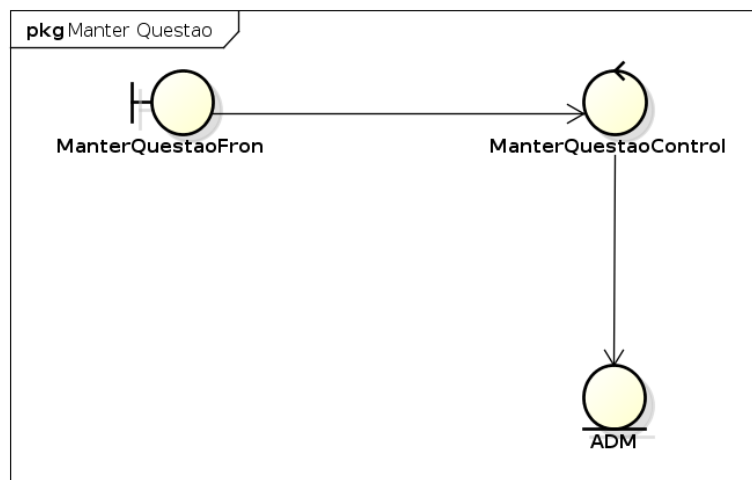 pkg Manter Questao
ManterQuestaoFron
ManterQuestaoControl
ADM